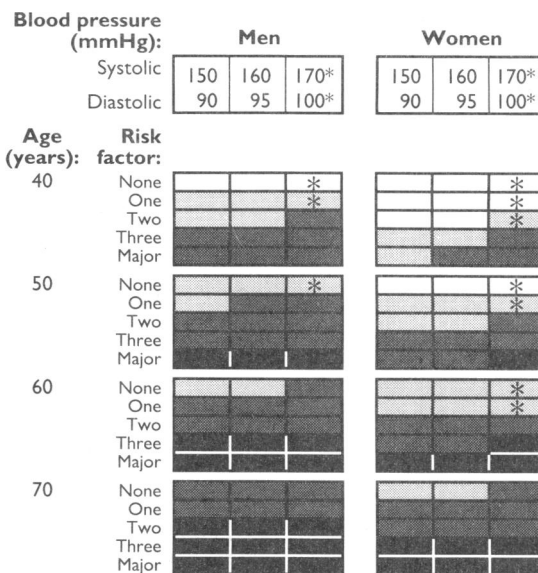 Blood pressure
(mmHg): Men Women
Systolic 150 160 170* 150 160 170*
Diastolic 90 95 100* 90 95 100*
Age Risk
(years): factor:
40 None * *
One * *
Two *
Three
Major
50 None * *
One *
Two
Three
Major
60 None *
One *
Two
Three
Major
70 None
One
Two
Three
Major